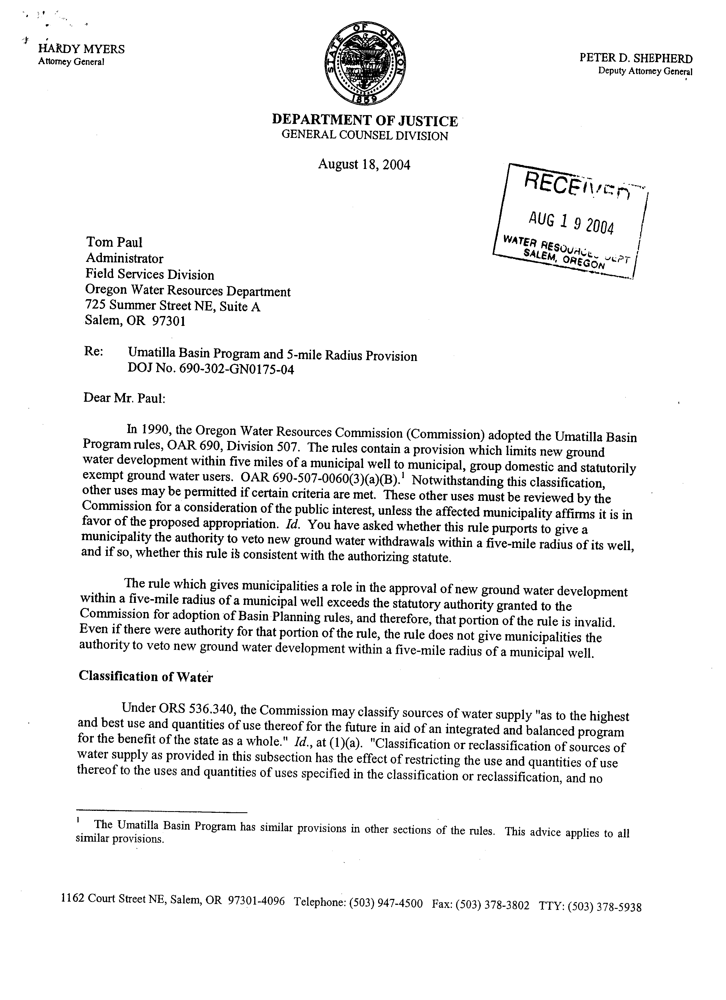 HARDY MYERS
Attorney General
STATE OF OREGON
1859
PETER D. SHEPHERD
Deputy Attorney General
DEPARTMENT OF JUSTICE
GENERAL COUNSEL DIVISION
August 18, 2004
RECEIVED
AUG 19 2004
WATER RESOURCES DEPT
SALEM, OREGON
Tom Paul
Administrator
Field Services Division
Oregon Water Resources Department
725 Summer Street NE, Suite A
Salem, OR 97301
Re: Umatilla Basin Program and 5-mile Radius Provision
DOJ No. 690-302-GN0175-04
Dear Mr. Paul:
In 1990, the Oregon Water Resources Commission (Commission) adopted the Umatilla Basin
Program rules, OAR 690, Division 507. The rules contain a provision which limits new ground
water development within five miles of a municipal well to municipal, group domestic and statutorily
exempt ground water users. OAR 690-507-0060(3)(a)(B).1 Notwithstanding this classification,
other uses may be permitted if certain criteria are met. These other uses must be reviewed by the
Commission for a consideration of the public interest, unless the affected municipality affirms it is in
favor of the proposed appropriation. Id. You have asked whether this rule purports to give a
municipality the authority to veto new ground water withdrawals within a five-mile radius of its well,
and if so, whether this rule is consistent with the authorizing statute.
The rule which gives municipalities a role in the approval of new ground water development
within a five-mile radius of a municipal well exceeds the statutory authority granted to the
Commission for adoption of Basin Planning rules, and therefore, that portion of the rule is invalid.
Even if there were authority for that portion of the rule, the rule does not give municipalities the
authority to veto new ground water development within a five-mile radius of a municipal well.
Classification of Water
Under ORS 536.340, the Commission may classify sources of water supply "as to the highest
and best use and quantities of use thereof for the future in aid of an integrated and balanced program
for the benefit of the state as a whole." Id., at (1)(a). "Classification or reclassification of sources of
water supply as provided in this subsection has the effect of restricting the use and quantities of use
thereof to the uses and quantities of uses specified in the classification or reclassification, and no
1 The Umatilla Basin Program has similar provisions in other sections of the rules. This advice applies to all
similar provisions.
1162 Court Street NE, Salem, OR 97301-4096 Telephone: (503) 947-4500 Fax: (503) 378-3802 TTY: (503) 378-5938